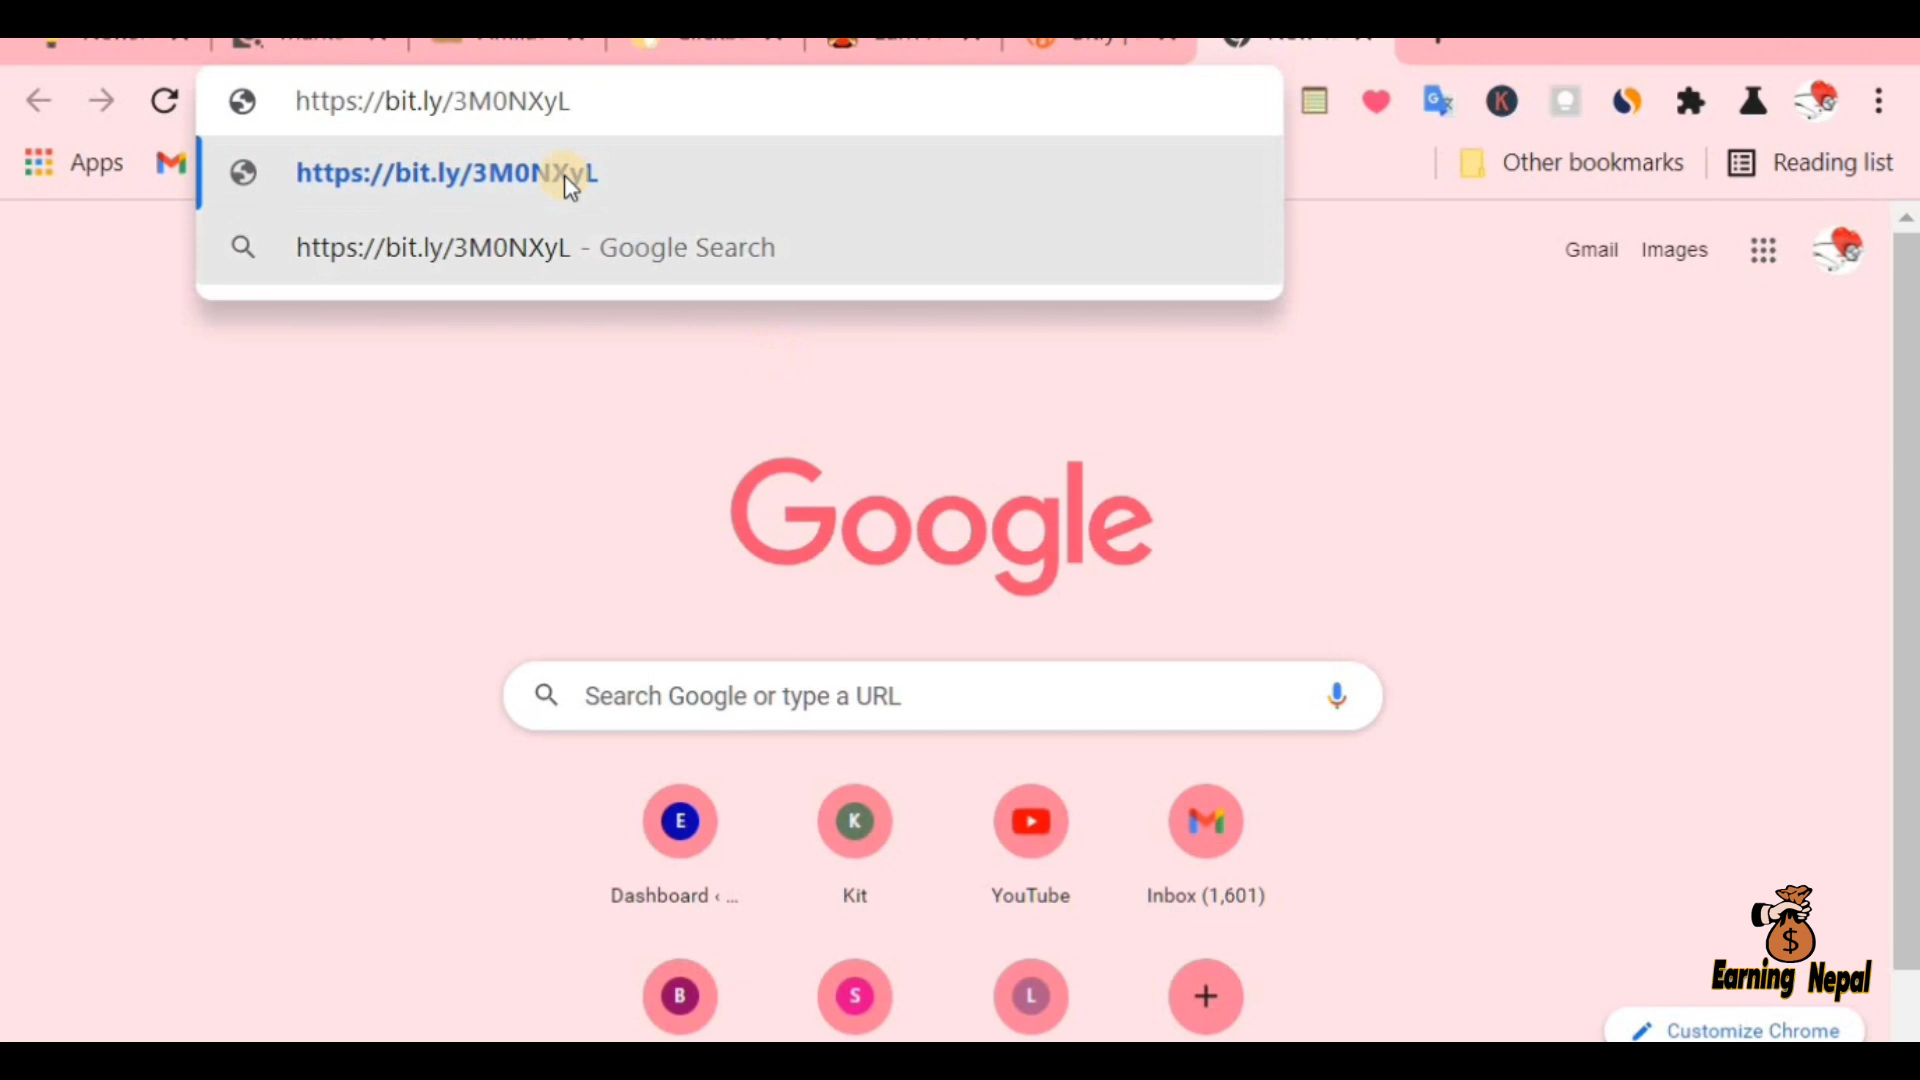 https://bit.ly/3M0NXyL
Apps
https://bit.ly/3M0NXyL
Other bookmarks
Reading list
https://bit.ly/3M0NXyL - Google Search
Gmail Images
Google
Search Google or type a URL
E
K
Dashboard ‹ ...
Kit
YouTube
Inbox (1,601)
$
Earning Nepal
B
S
L
Customize Chrome